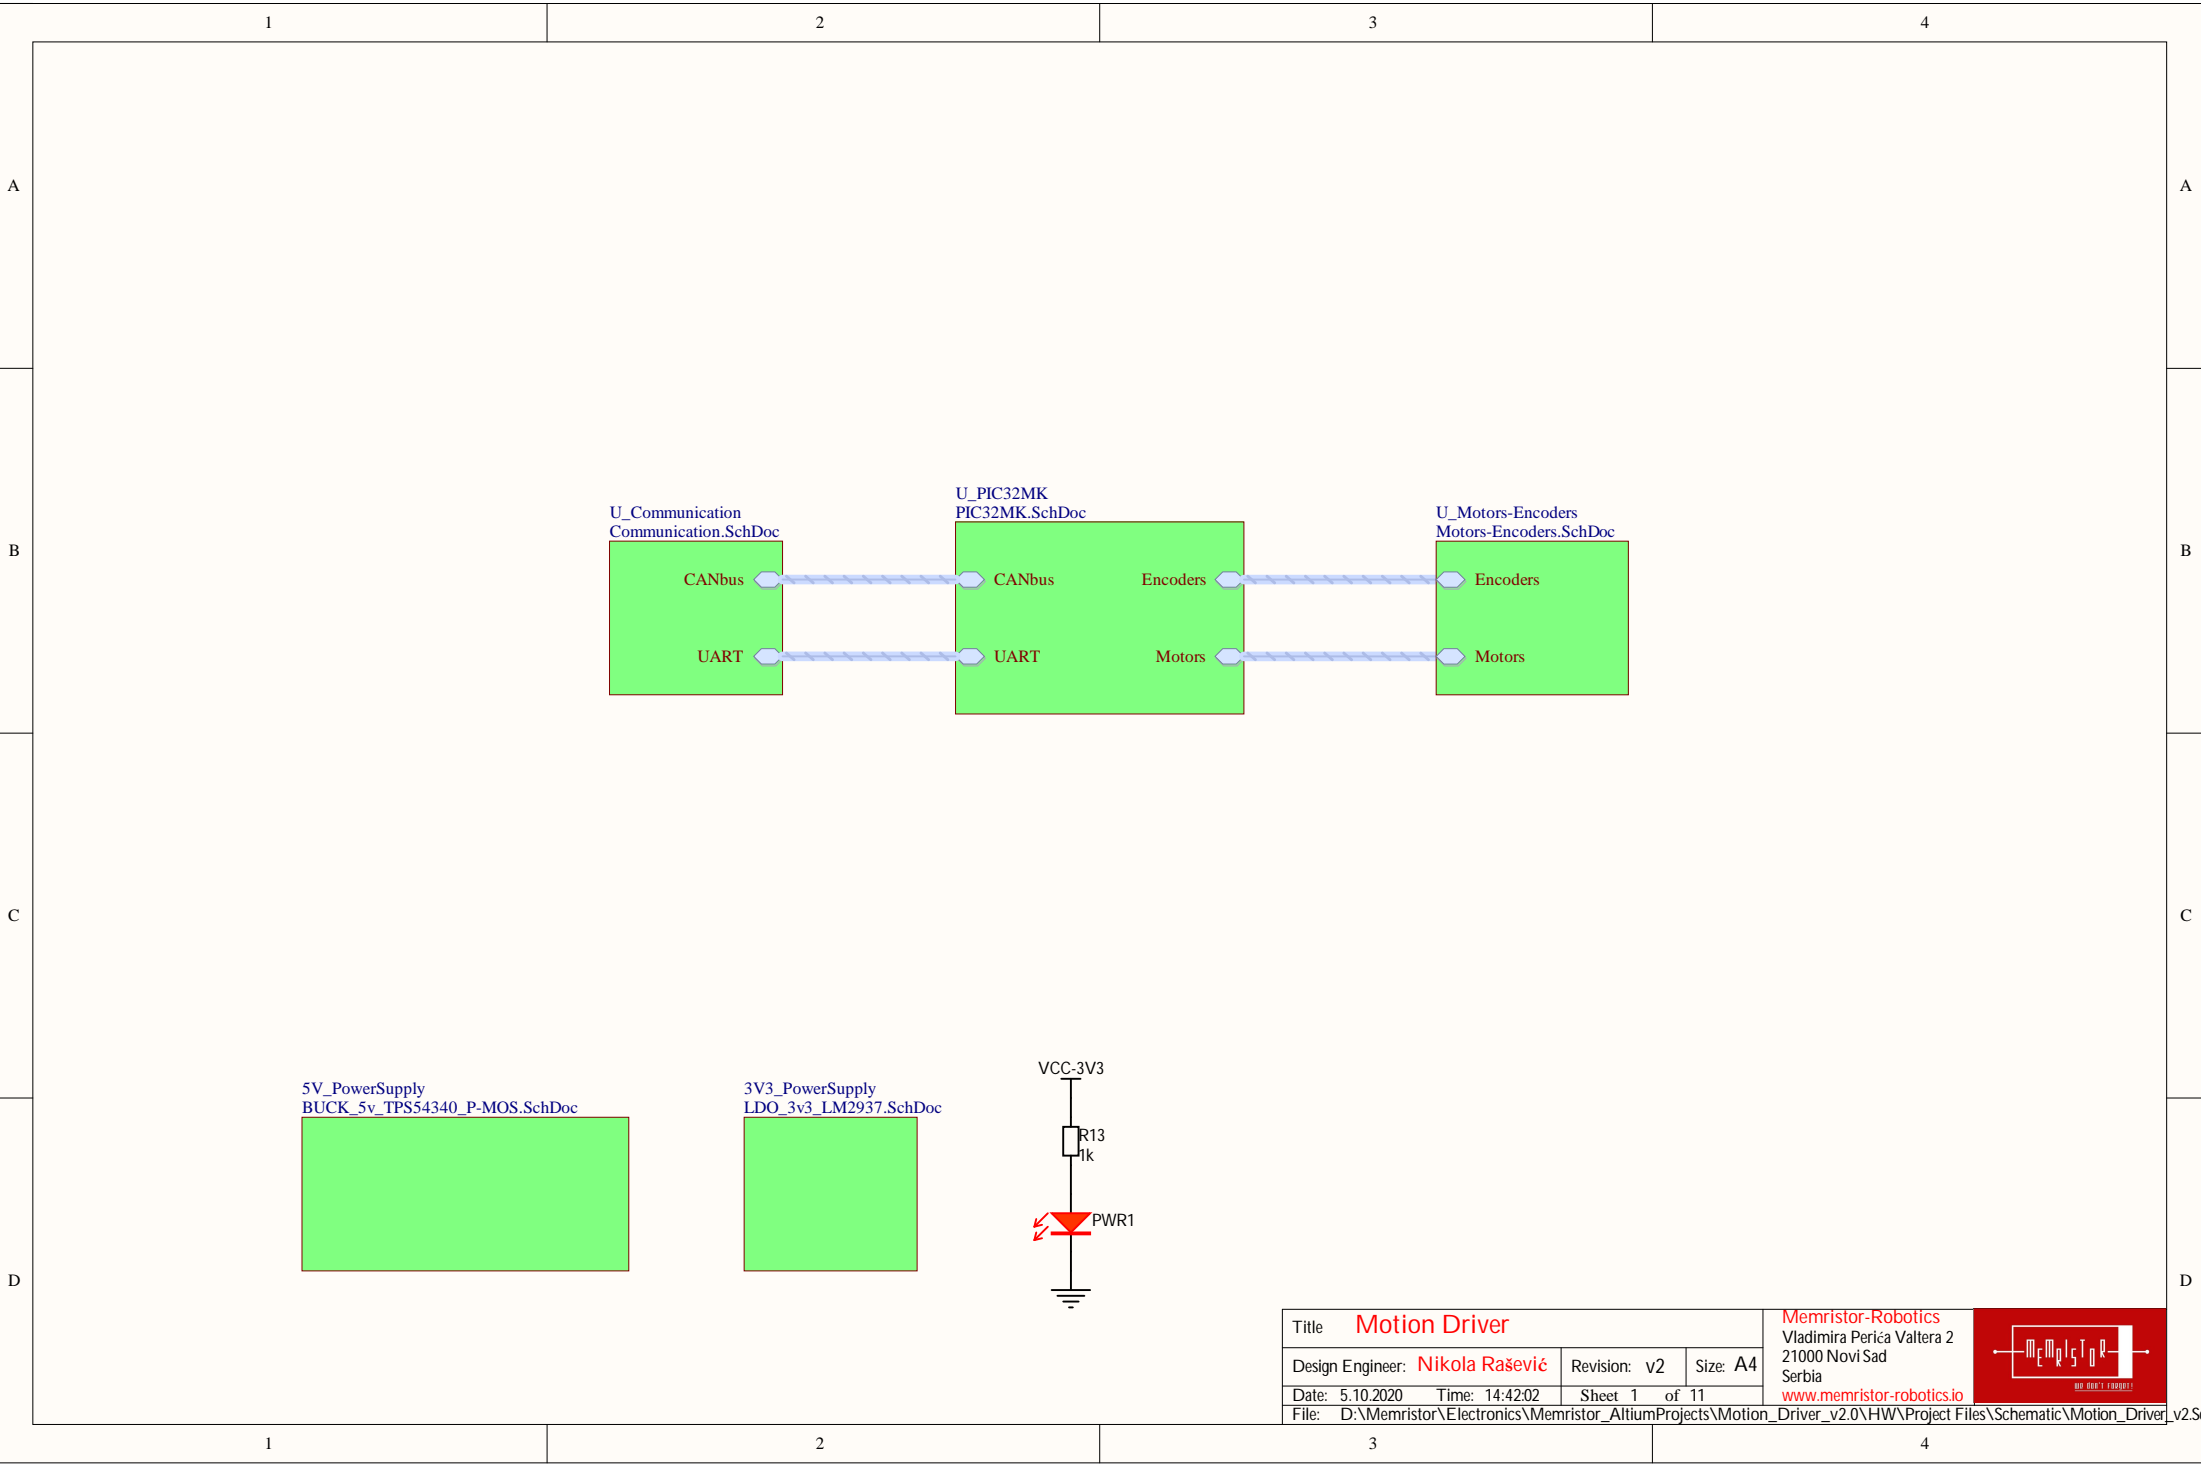 1 2 3 4
A A
U_PIC32MK
PIC32MK.SchDoc
U_Communication
Communication.SchDoc
U_Motors-Encoders
Motors-Encoders.SchDoc
B B
CANbus CANbus Encoders Encoders
UART UART Motors Motors
C C
VCC-3V3
5V_PowerSupply
BUCK_5v_TPS54340_P-MOS.SchDoc
3V3_PowerSupply
LDO_3v3_LM2937.SchDoc
R13
1k
PWR1
D D
Title Motion Driver
Design Engineer: Nikola Rašević Revision: v2 Size: A4
Date: 5.10.2020 Time: 14:42:02 Sheet 1 of 11
File: D:\Memristor\Electronics\Memristor_AltiumProjects\Motion_Driver_v2.0\HW\Project Files\Schematic\Motion_Driver_v2.S
Memristor-Robotics
Vladimira Perića Valtera 2
21000 Novi Sad
Serbia
www.memristor-robotics.io
MEMRISTOR
WE DON'T FORGET!
1 2 3 4